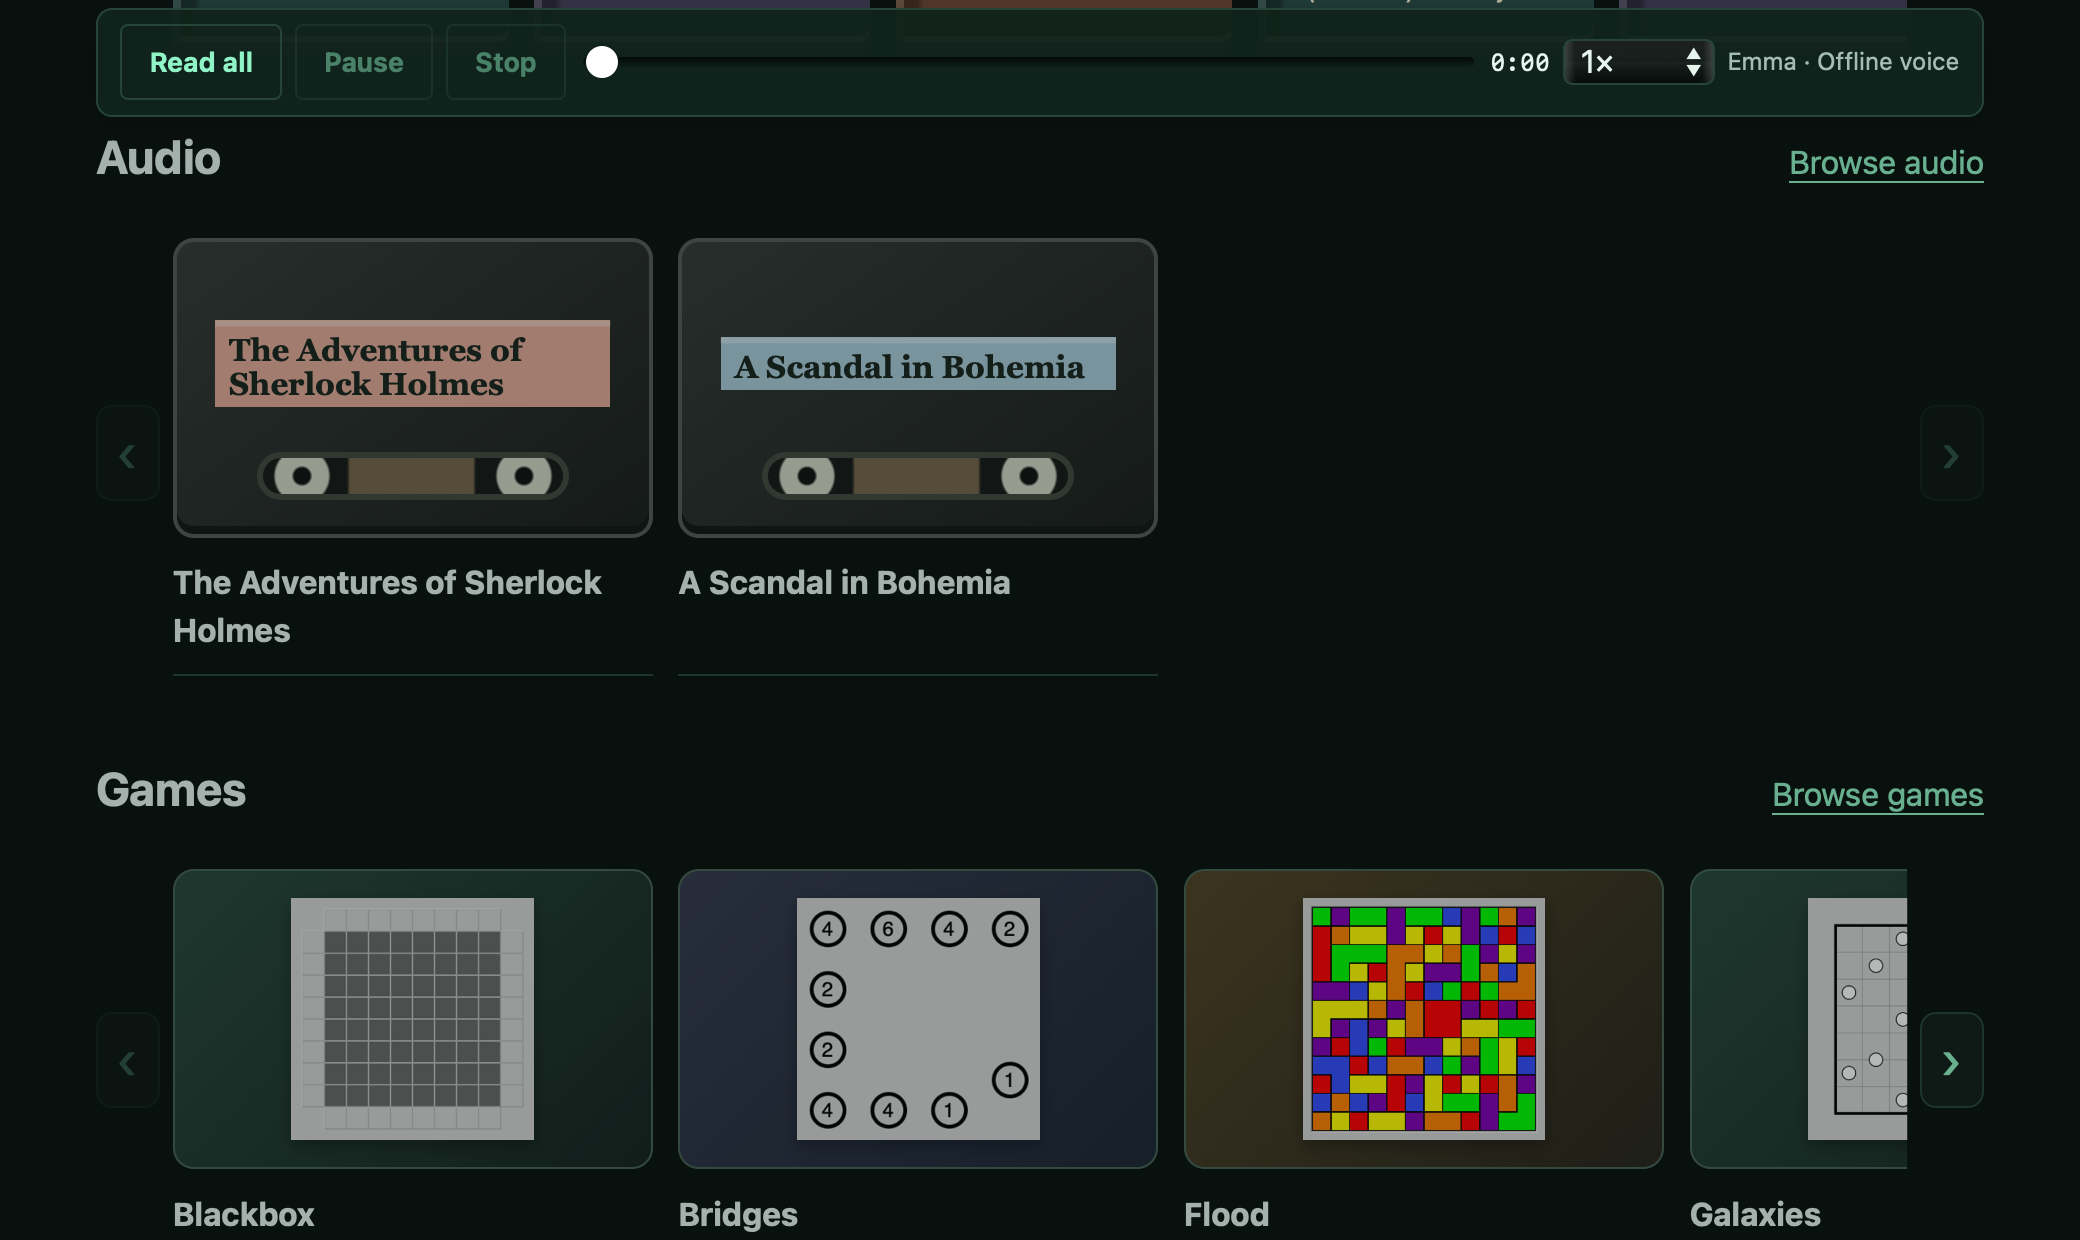 Read all
Pause
Stop
0:00
1×
Emma · Offline voice
Audio
Browse audio
The Adventures of
Sherlock Holmes
A Scandal in Bohemia
The Adventures of Sherlock
Holmes
A Scandal in Bohemia
Games
Browse games
4 6 4 2
2
2
1
4 4 1
Blackbox
Bridges
Flood
Galaxies